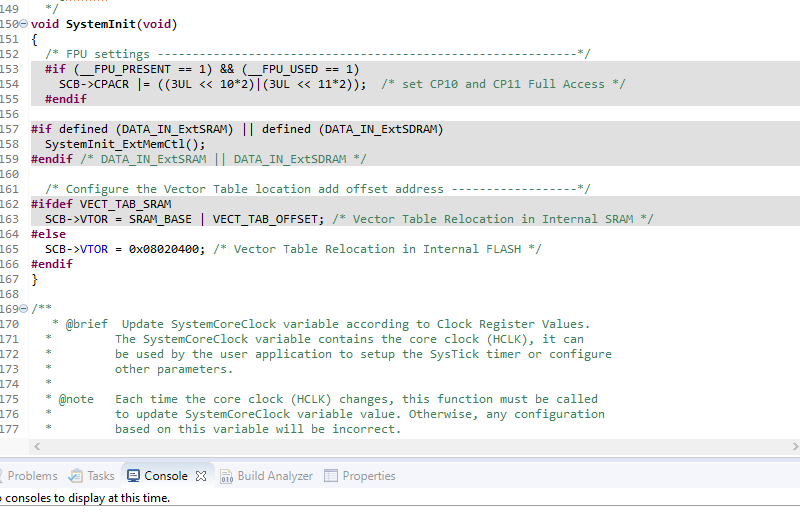 149 */
150 void SystemInit(void)
151 {
152 /* FPU settings ------------------------------------------------------------*/
153 #if (__FPU_PRESENT == 1) && (__FPU_USED == 1)
154 SCB->CPACR |= ((3UL << 10*2)|(3UL << 11*2)); /* set CP10 and CP11 Full Access */
155 #endif
156
157 #if defined (DATA_IN_ExtSRAM) || defined (DATA_IN_ExtSDRAM)
158 SystemInit_ExtMemCtl();
159 #endif /* DATA_IN_ExtSRAM || DATA_IN_ExtSDRAM */
160
161 /* Configure the Vector Table location add offset address ------------------*/
162 #ifdef VECT_TAB_SRAM
163 SCB->VTOR = SRAM_BASE | VECT_TAB_OFFSET; /* Vector Table Relocation in Internal SRAM */
164 #else
165 SCB->VTOR = 0x08020400; /* Vector Table Relocation in Internal FLASH */
166 #endif
167 }
168
169 /**
170 * @brief Update SystemCoreClock variable according to Clock Register Values.
171 * The SystemCoreClock variable contains the core clock (HCLK), it can
172 * be used by the user application to setup the SysTick timer or configure
173 * other parameters.
174 *
175 * @note Each time the core clock (HCLK) changes, this function must be called
176 * to update SystemCoreClock variable value. Otherwise, any configuration
177 * based on this variable will be incorrect.
Problems Tasks Console Build Analyzer Properties
consoles to display at this time.